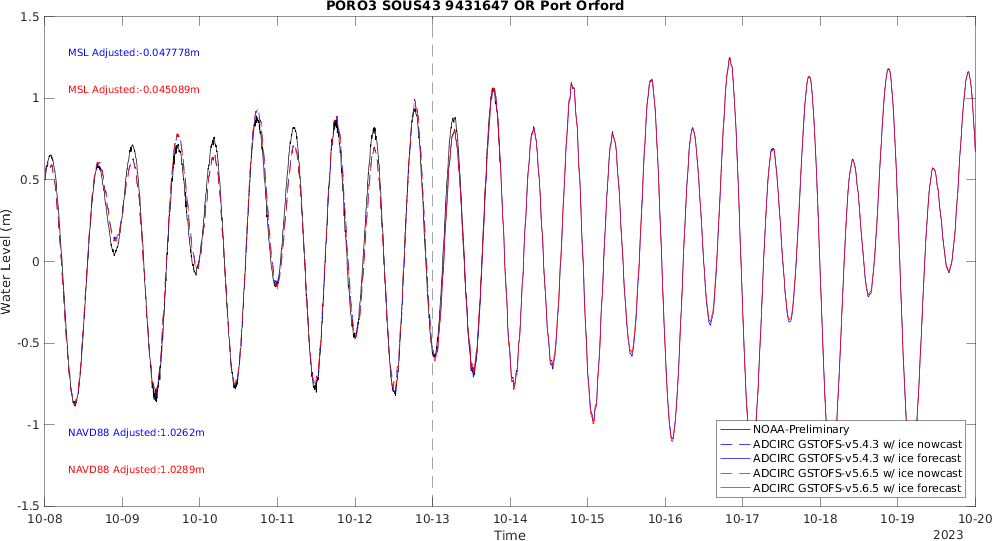 PORO3 SOUS43 9431647 OR Port Orford
MSL Adjusted:-0.047778m
MSL Adjusted:-0.045089m
NAVD88 Adjusted:1.0262m
NAVD88 Adjusted:1.0289m
1.5
1
0.5
0
-0.5
-1
-1.5
Water Level (m)
NOAA-Preliminary
ADCIRC GSTOFS-v5.4.3 w/ ice nowcast
ADCIRC GSTOFS-v5.4.3 w/ ice forecast
ADCIRC GSTOFS-v5.6.5 w/ ice nowcast
ADCIRC GSTOFS-v5.6.5 w/ ice forecast
10-08 10-09 10-10 10-11 10-12 10-13 10-14 10-15 10-16 10-17 10-18 10-19 10-20
Time
2023